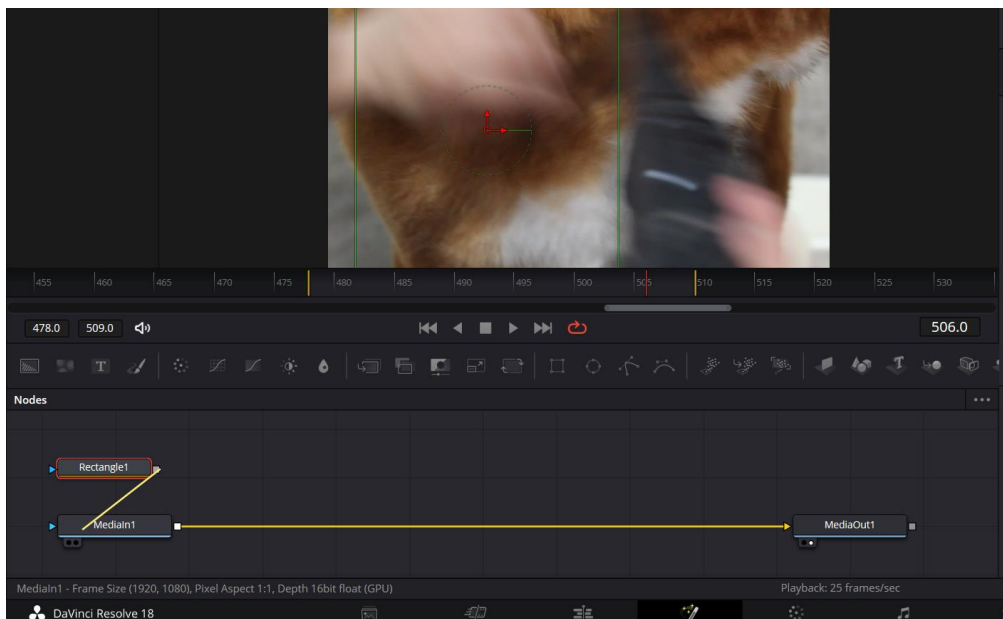 455 460 465 470 475 480 485 490 495 500 505 510 515 520 525 530
478.0 509.0 506.0
T T
Nodes
Rectangle1
MediaIn1 MediaOut1
MediaIn1 - Frame Size (1920, 1080), Pixel Aspect 1:1, Depth 16bit float (GPU) Playback: 25 frames/sec
DaVinci Resolve 18